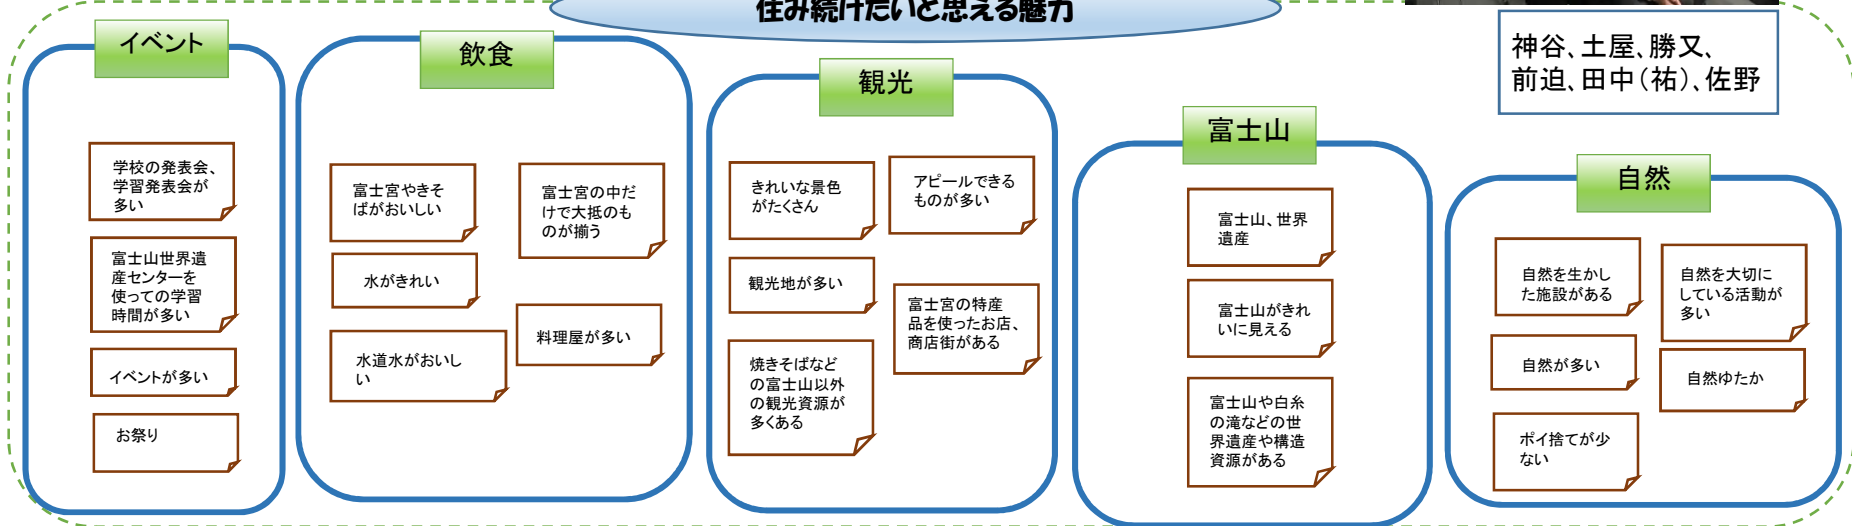 住み続けたいと思える魅力
神谷、土屋、勝又、
前迫、田中（祐）、佐野
イベント
学校の発表会、
学習発表会が
多い
富士山世界遺
産センターを
使っての学習
時間が多い
イベントが多い
お祭り
飲食
富士宮やきそ
ばがおいしい
水がきれい
水道水がおいし
い
富士宮の中だ
けで大抵のも
のが揃う
料理屋が多い
観光
きれいな景色
がたくさん
観光地が多い
焼きそばなど
の富士山以外
の観光資源が
多くある
アピールできる
ものが多い
富士宮の特産
品を使ったお店、
商店街がある
富士山
富士山、世界
遺産
富士山がきれ
いに見える
富士山や白糸
の滝などの世
界遺産や構造
資源がある
自然
自然を生かし
た施設がある
自然が多い
ポイ捨てが少
ない
自然を大切に
している活動が
多い
自然ゆたか